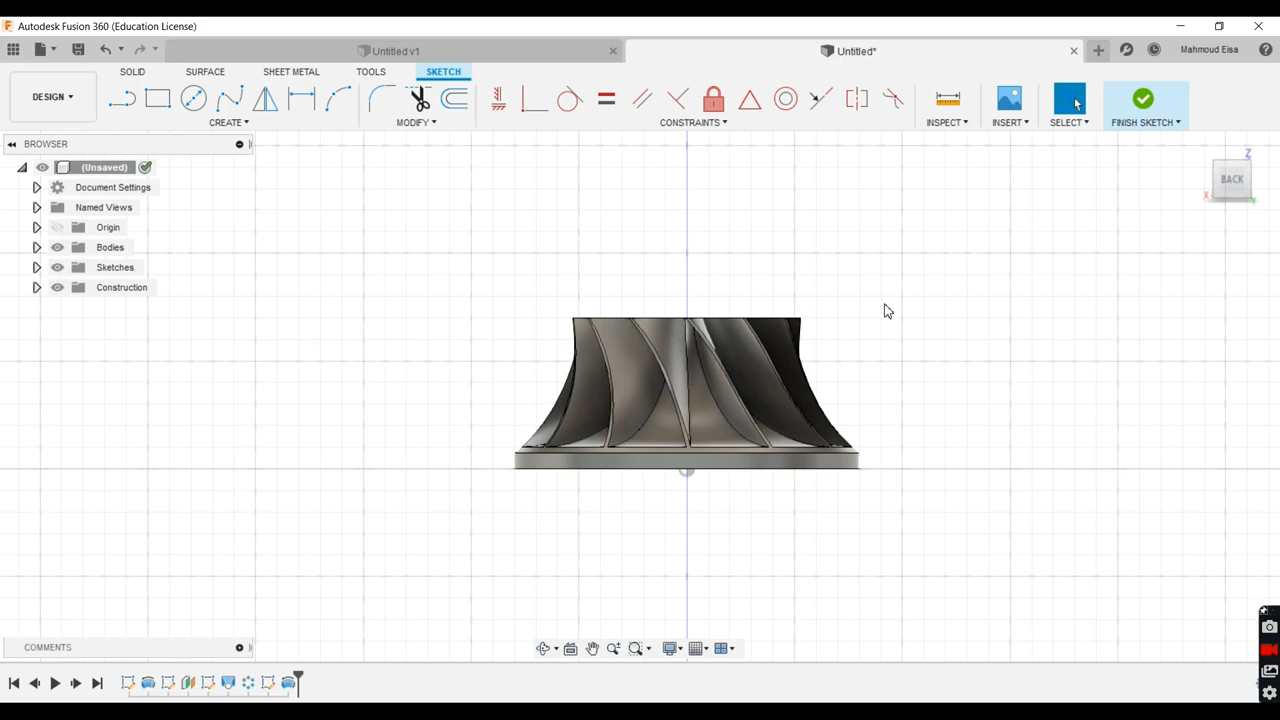 Autodesk Fusion 360 (Education License)
Untitled v1
Untitled*
Mahmoud Eisa
SOLID SURFACE SHEET METAL TOOLS SKETCH
DESIGN
CREATE MODIFY CONSTRAINTS INSPECT INSERT SELECT FINISH SKETCH
BROWSER
(Unsaved)
Document Settings
Named Views
Origin
Bodies
Sketches
Construction
Z
BACK
X
Y
COMMENTS